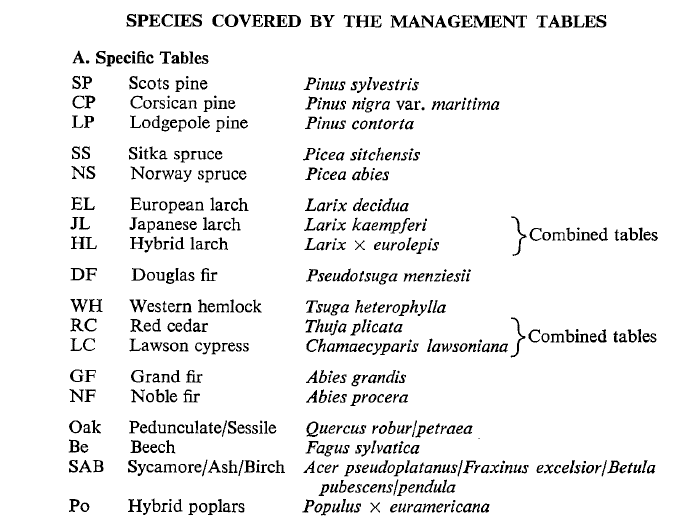 SPECIES COVERED BY THE MANAGEMENT TABLES
A. Specific Tables
SP Scots pine Pinus sylvestris
CP Corsican pine Pinus nigra var. maritima
LP Lodgepole pine Pinus contorta
SS Sitka spruce Picea sitchensis
NS Norway spruce Picea abies
EL European larch Larix decidua
JL Japanese larch Larix kaempferi
HL Hybrid larch Larix × eurolepis
} Combined tables
DF Douglas fir Pseudotsuga menziesii
WH Western hemlock Tsuga heterophylla
RC Red cedar Thuja plicata
LC Lawson cypress Chamaecyparis lawsoniana
} Combined tables
GF Grand fir Abies grandis
NF Noble fir Abies procera
Oak Pedunculate/Sessile Quercus robur/petraea
Be Beech Fagus sylvatica
SAB Sycamore/Ash/Birch Acer pseudoplatanus/Fraxinus excelsior/Betula
pubescens/pendula
Po Hybrid poplars Populus × euramericana